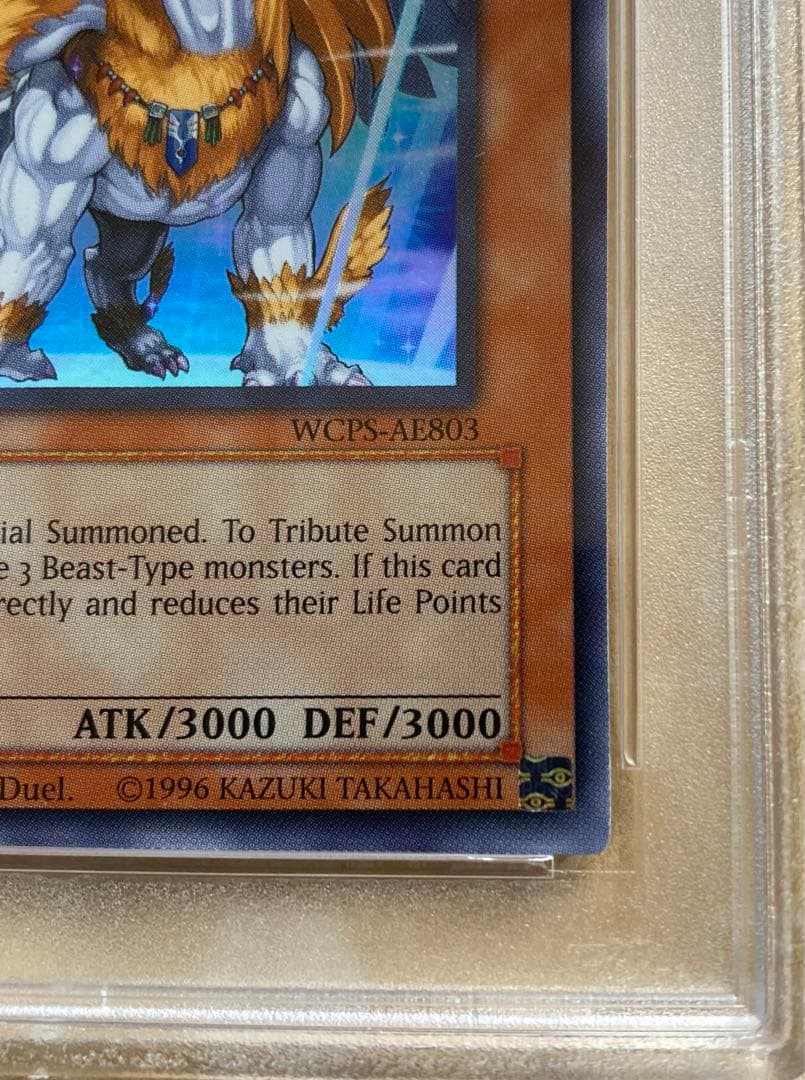 WCPS-AE803
ial Summoned. To Tribute Summon
e 3 Beast-Type monsters. If this card
rectly and reduces their Life Points
ATK/3000 DEF/3000
Duel. ©1996 KAZUKI TAKAHASHI